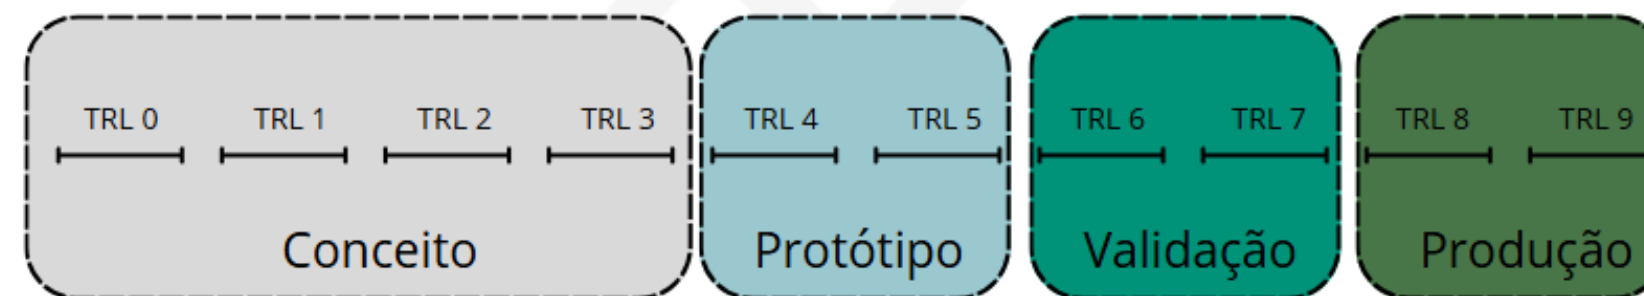 TRL 0 TRL 1 TRL 2 TRL 3 TRL 4 TRL 5 TRL 6 TRL 7 TRL 8 TRL 9
Conceito Protótipo Validação Produção